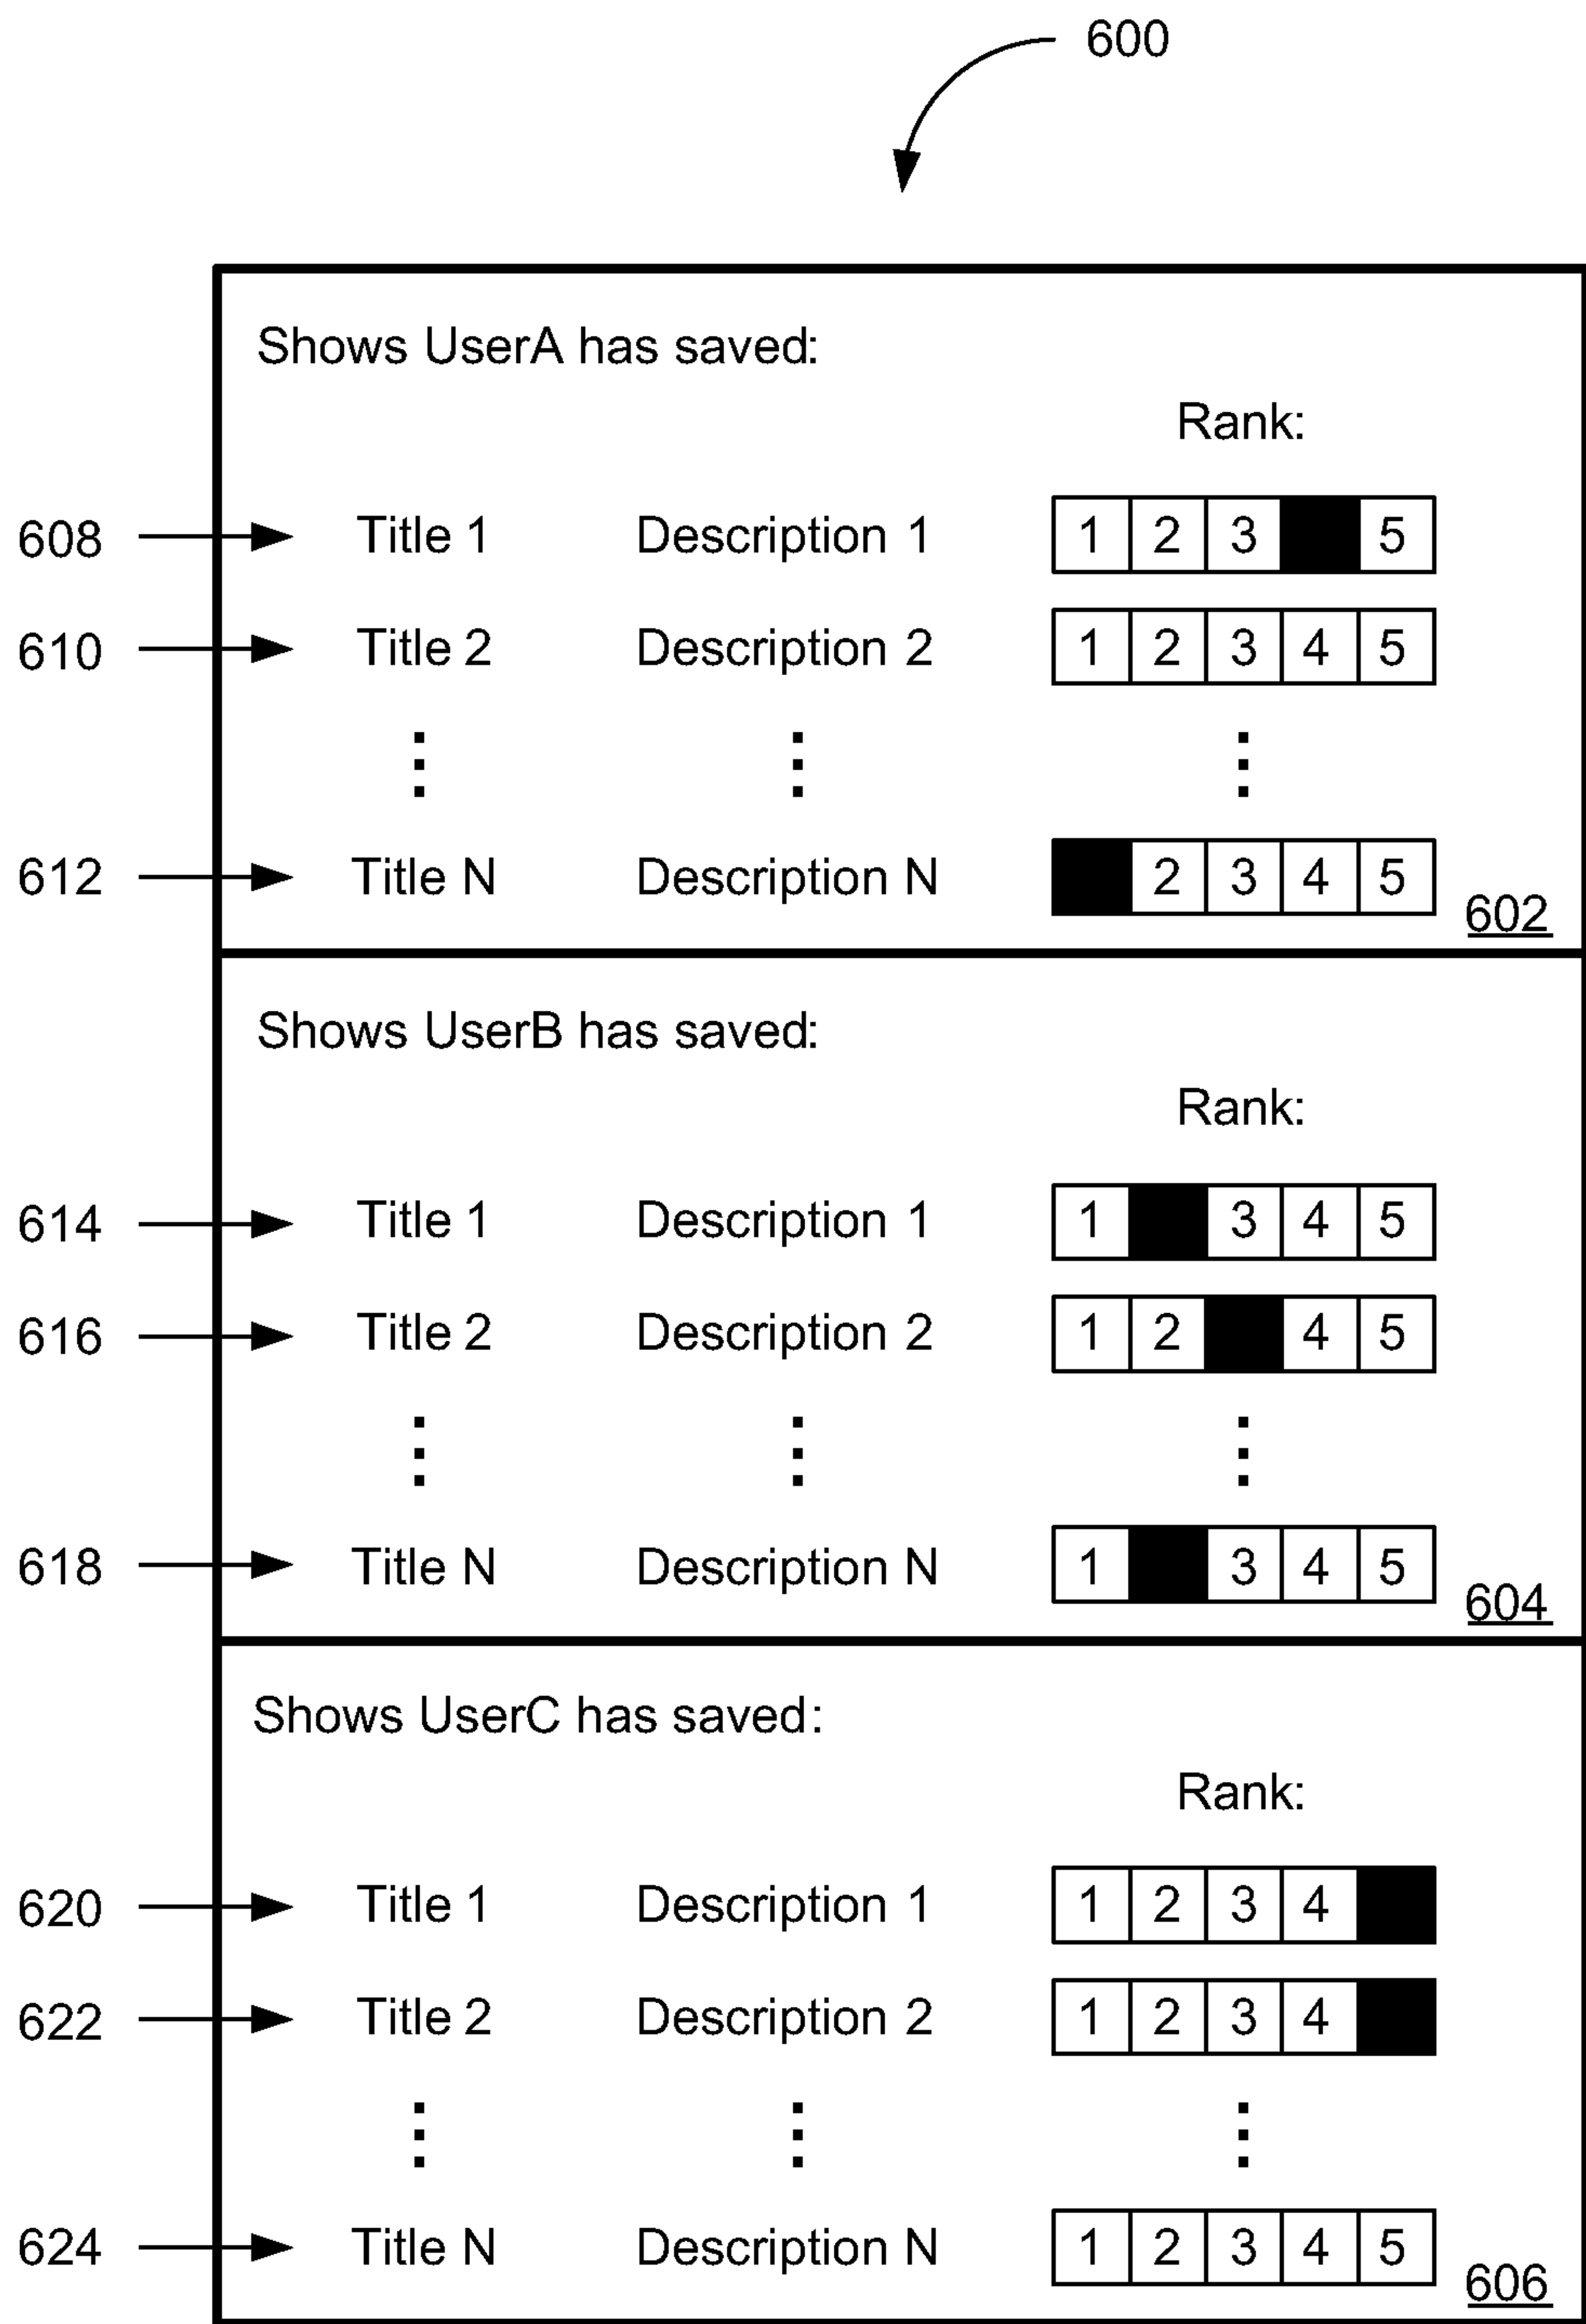 600
Shows UserA has saved:
Rank:
608 Title 1 Description 1 1 2 3 5
610 Title 2 Description 2 1 2 3 4 5
612 Title N Description N 2 3 4 5
602
Shows UserB has saved:
Rank:
614 Title 1 Description 1 1 3 4 5
616 Title 2 Description 2 1 2 4 5
618 Title N Description N 1 3 4 5
604
Shows UserC has saved:
Rank:
620 Title 1 Description 1 1 2 3 4
622 Title 2 Description 2 1 2 3 4
624 Title N Description N 1 2 3 4 5
606